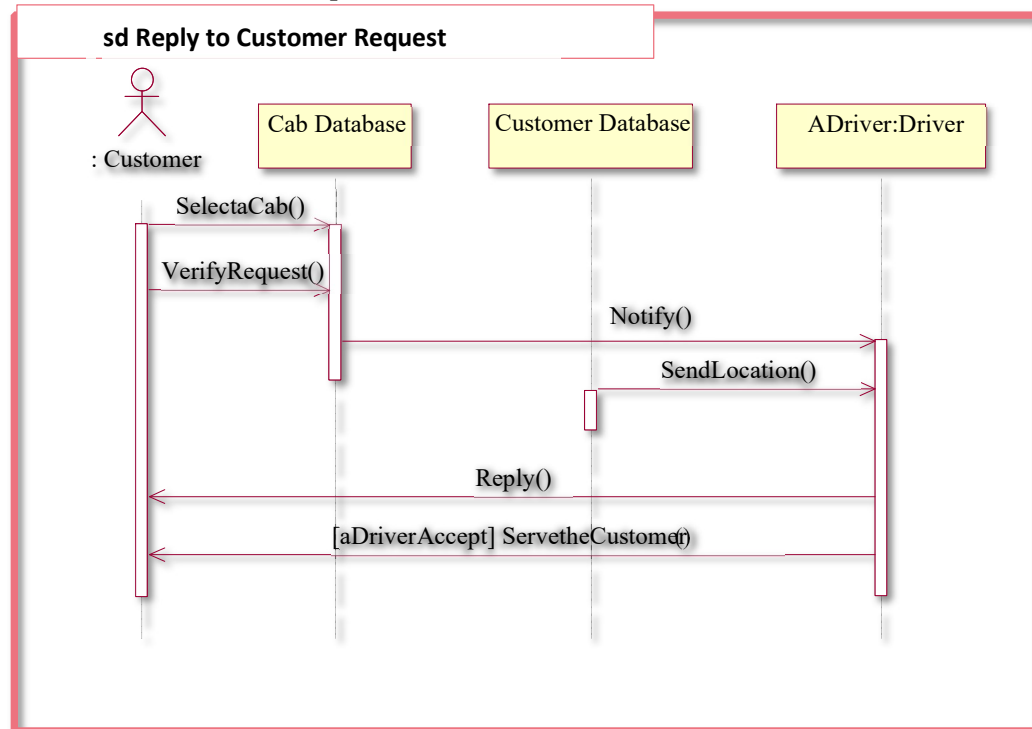 sd Reply to Customer Request
: Customer
Cab Database
Customer Database
ADriver:Driver
SelectaCab()
VerifyRequest()
Notify()
SendLocation()
Reply()
[aDriverAccept] ServetheCustomer()